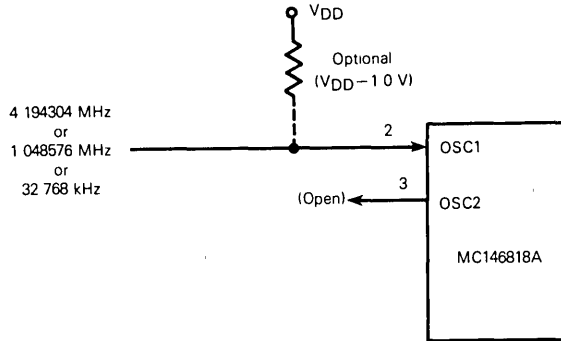 VDD
Optional
(VDD−1 0 V)
4 194304 MHz
or
1 048576 MHz
or
32 768 kHz
2
OSC1
3
(Open)
OSC2
MC146818A